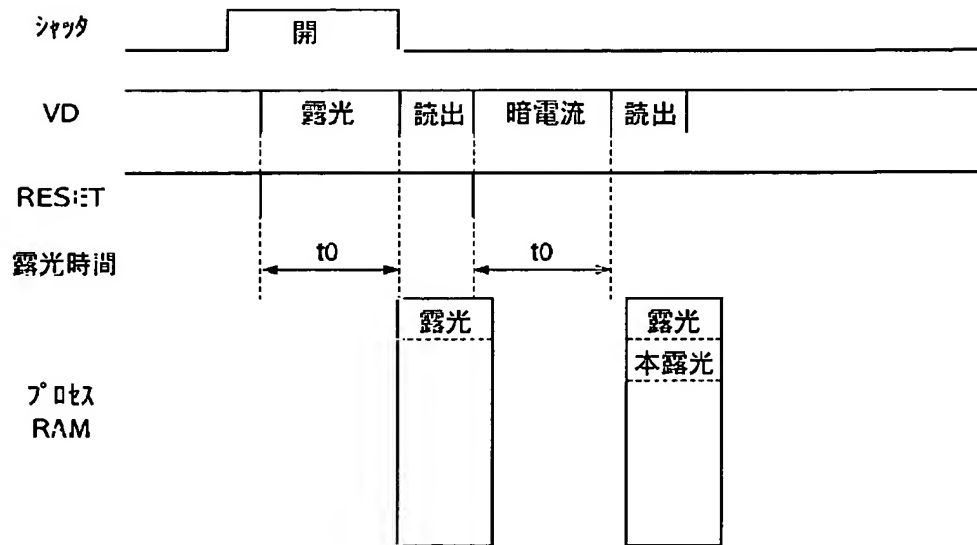 シャッタ
開
VD
露光
読出
暗電流
読出
RESET
露光時間
t0
t0
プロセス
RAM
露光
露光
本露光